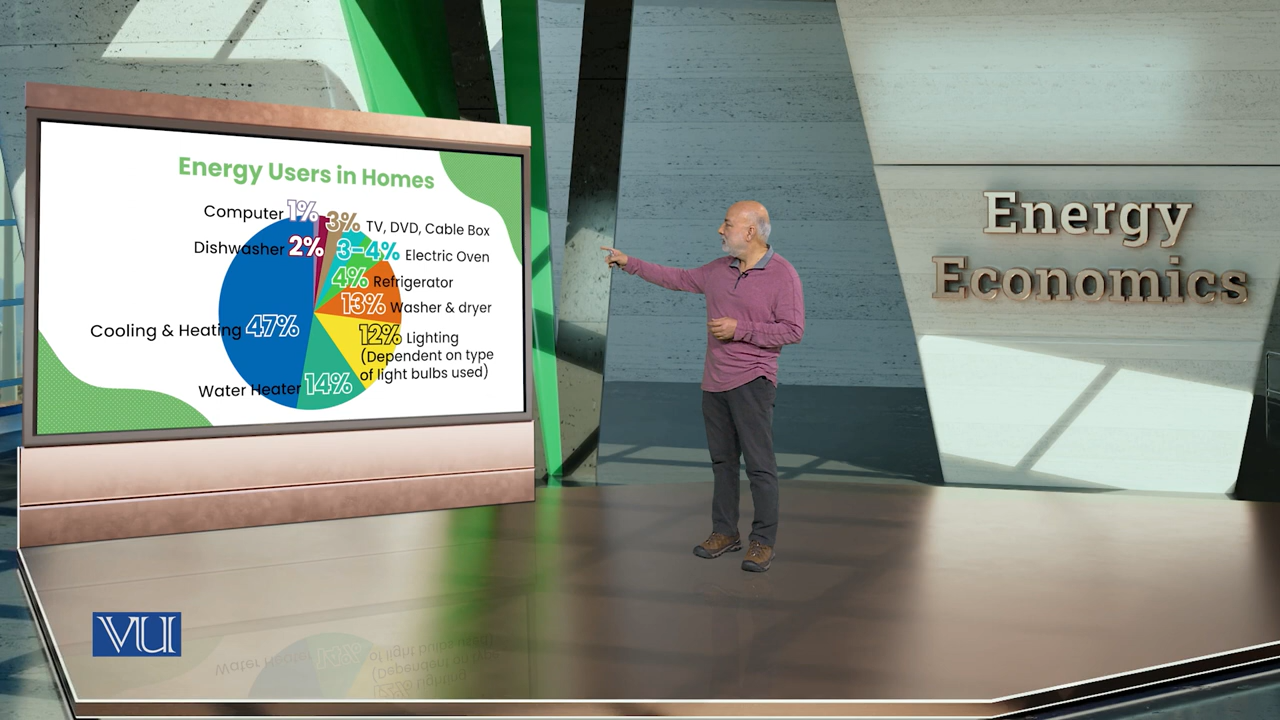 Energy Users in Homes
Computer 1%
3% TV, DVD, Cable Box
Dishwasher 2%
3-4% Electric Oven
4% Refrigerator
13% Washer & dryer
Cooling & Heating 47%
12% Lighting
(Dependent on type
of light bulbs used)
Water Heater 14%
Energy
Economics
VU